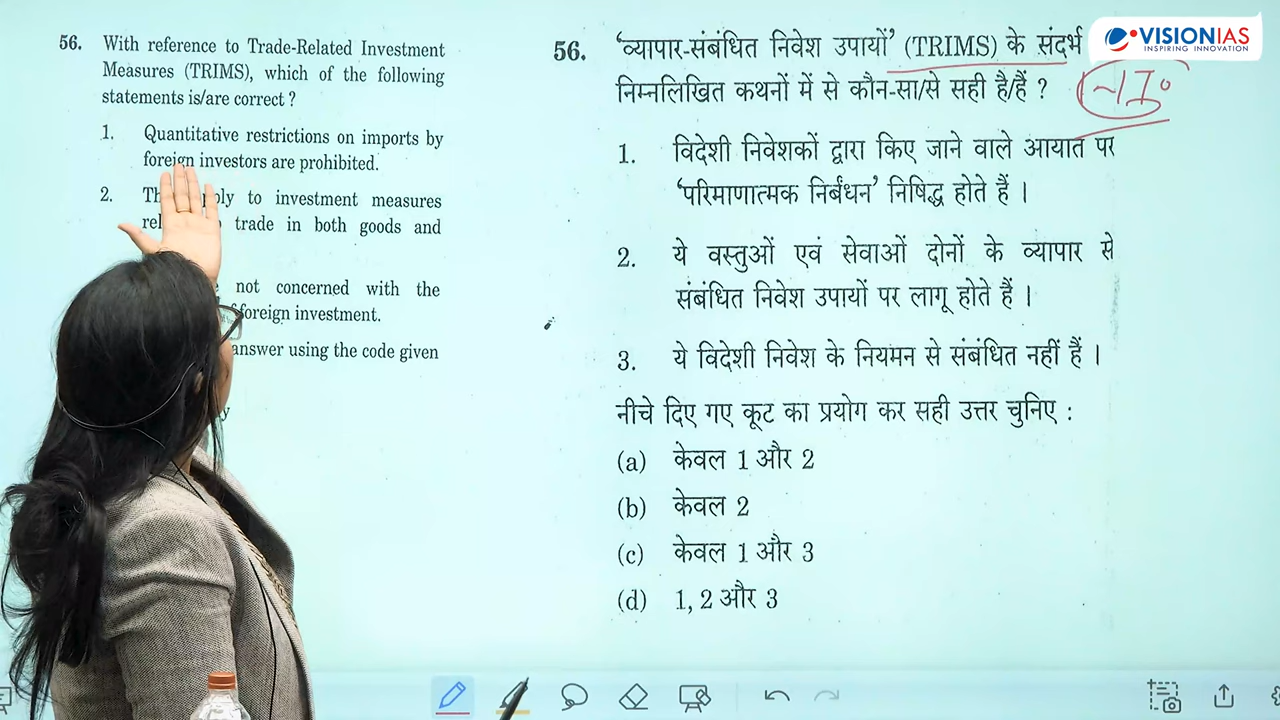 56. With reference to Trade-Related Investment
Measures (TRIMS), which of the following
statements is/are correct ?
1. Quantitative restrictions on imports by
foreign investors are prohibited.
2. to investment measures
trade in both goods and
not concerned with the
foreign investment.
answer using the code given
56. 'व्यापार-संबंधित निवेश उपायों' (TRIMS) के संदर्भ
निम्नलिखित कथनों में से कौन-सा/से सही है/हैं ?
1. विदेशी निवेशकों द्वारा किए जाने वाले आयात पर
'परिमाणात्मक निर्बंधन' निषिद्ध होते हैं ।
2. ये वस्तुओं एवं सेवाओं दोनों के व्यापार से
संबंधित निवेश उपायों पर लागू होते हैं ।
3. ये विदेशी निवेश के नियमन से संबंधित नहीं हैं ।
नीचे दिए गए कूट का प्रयोग कर सही उत्तर चुनिए :
(a) केवल 1 और 2
(b) केवल 2
(c) केवल 1 और 3
(d) 1, 2 और 3
VISIONIAS
INSPIRING INNOVATION